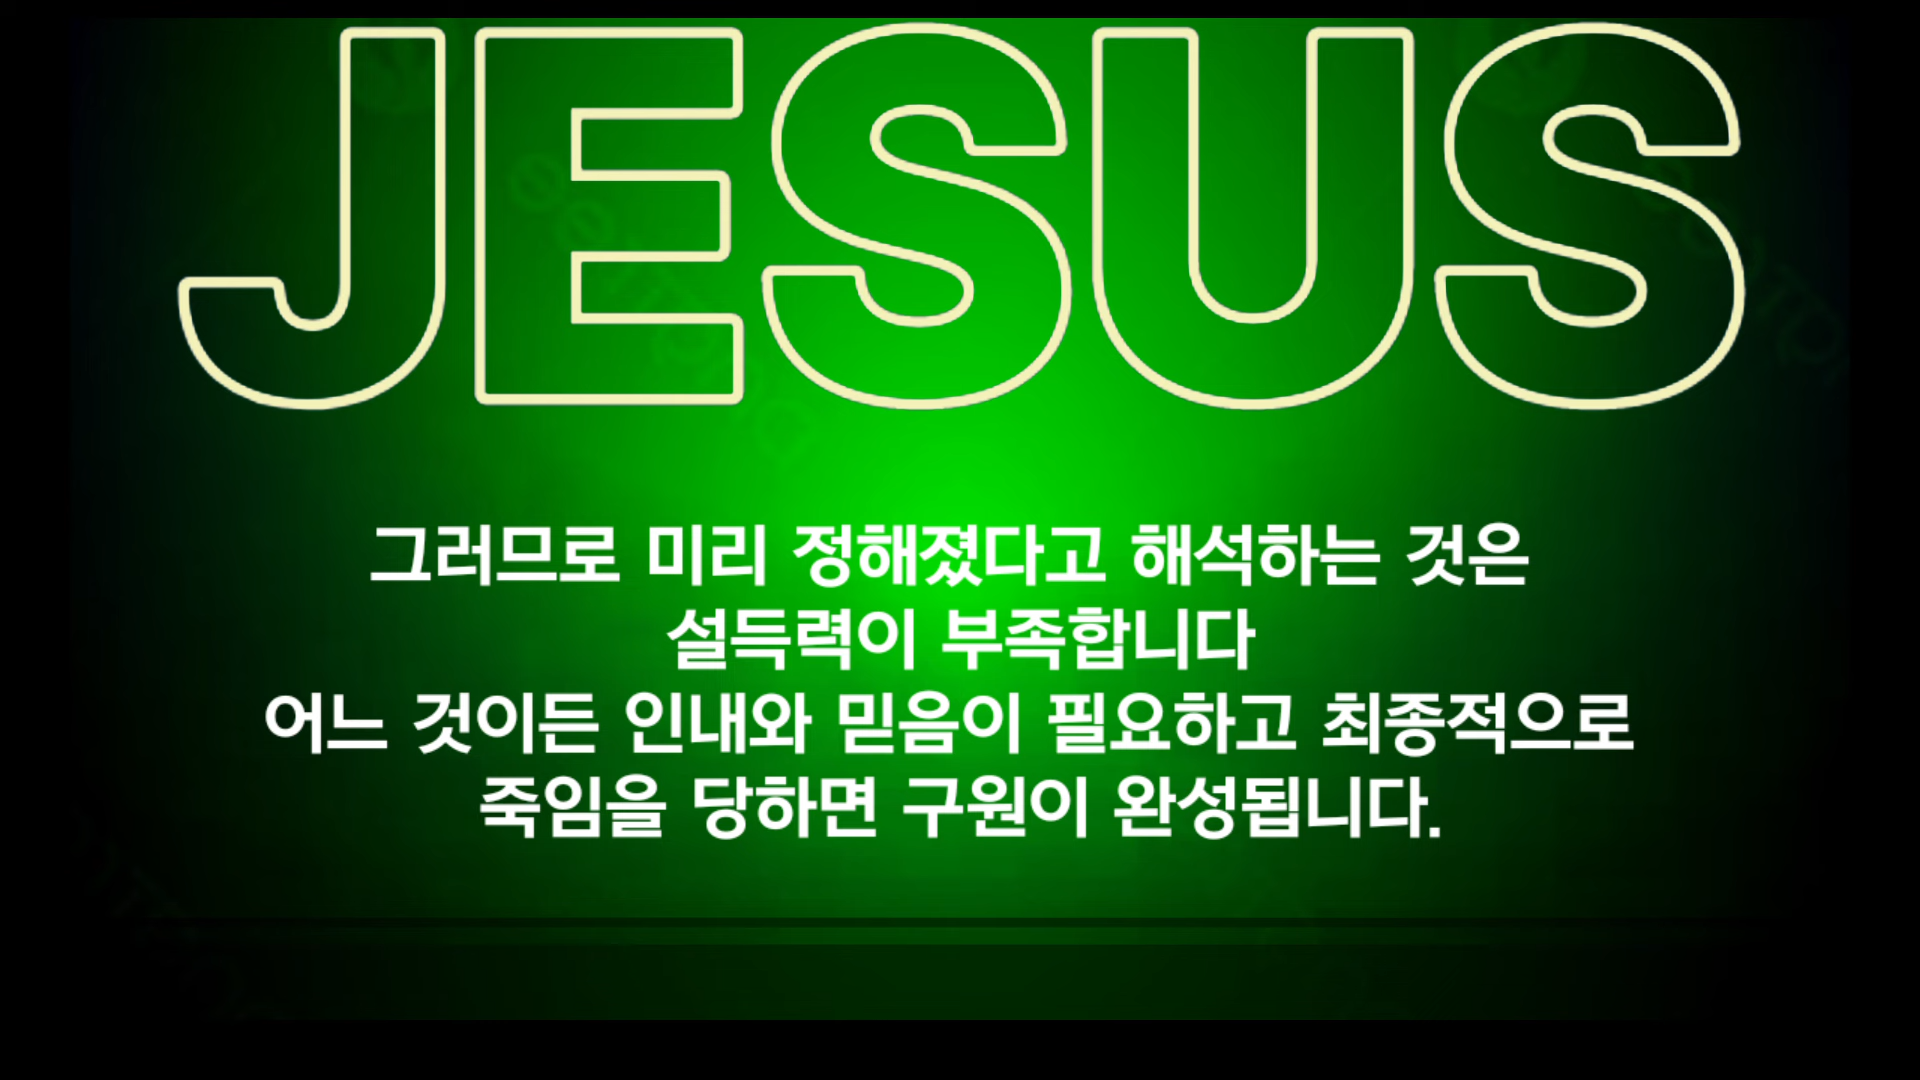 JESUS
그러므로 미리 정해졌다고 해석하는 것은
설득력이 부족합니다
어느 것이든 인내와 믿음이 필요하고 최종적으로
죽임을 당하면 구원이 완성됩니다.